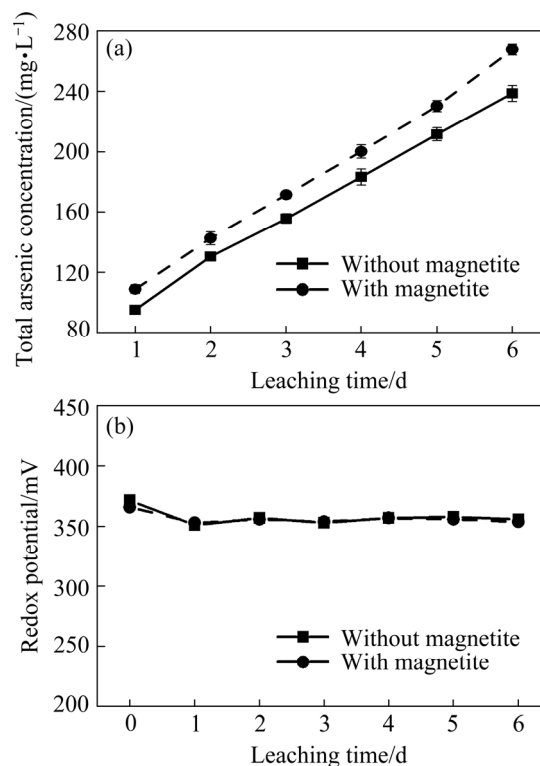 (a)
Total arsenic concentration/(mg•L⁻¹)
280
240
200
160
120
80
Without magnetite
With magnetite
1 2 3 4 5 6
Leaching time/d
(b)
Redox potential/mV
450
400
350
300
250
200
Without magnetite
With magnetite
0 1 2 3 4 5 6
Leaching time/d